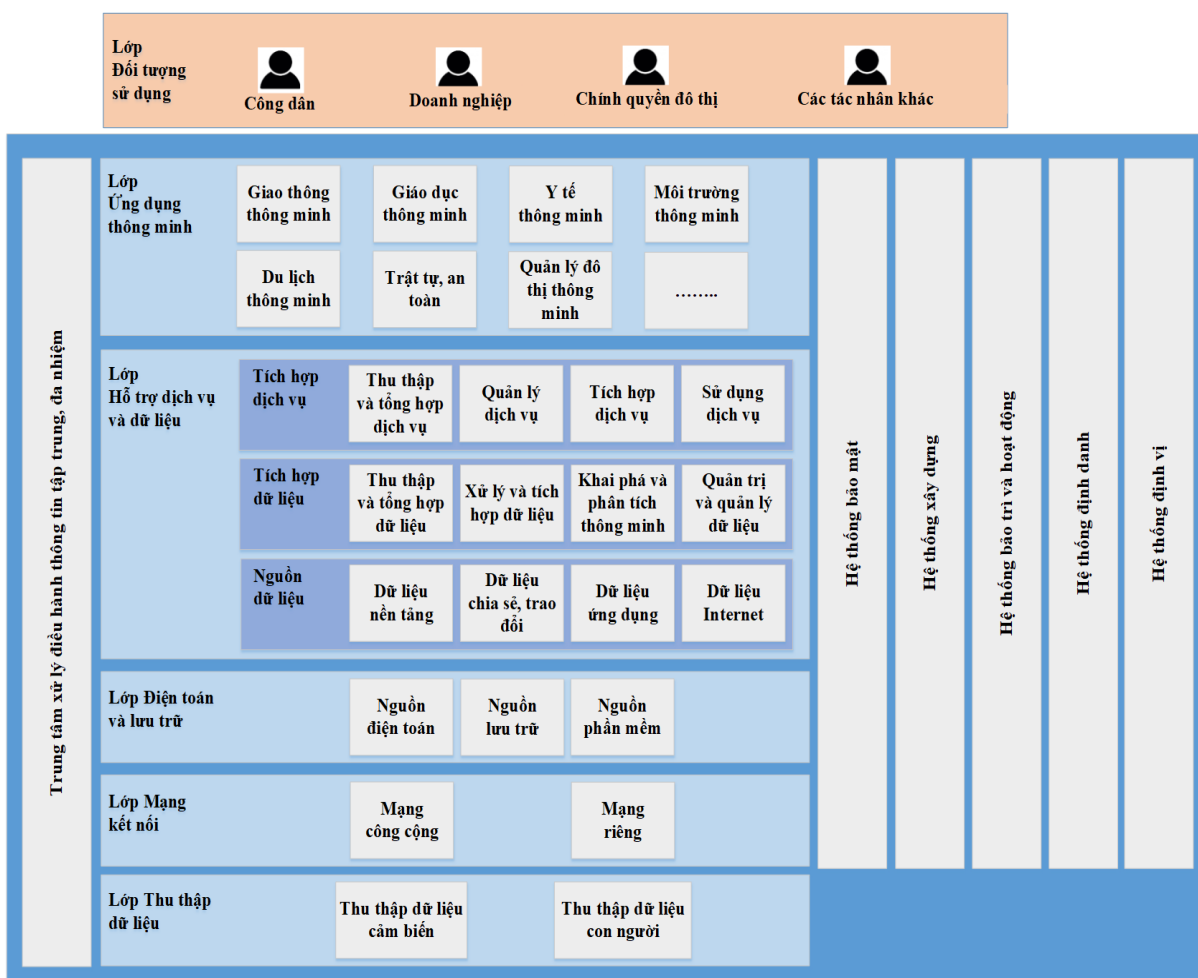 Lớp
Đối tượng
sử dụng
Công dân
Doanh nghiệp
Chính quyền đô thị
Các tác nhân khác
Trung tâm xử lý điều hành thông tin tập trung, đa nhiệm
Lớp
Ứng dụng
thông minh
Giao thông
thông minh
Giáo dục
thông minh
Y tế
thông minh
Môi trường
thông minh
Du lịch
thông minh
Trật tự, an
toàn
Quản lý đô
thị thông
minh
……..
Lớp
Hỗ trợ dịch vụ
và dữ liệu
Tích hợp
dịch vụ
Thu thập
và tổng hợp
dịch vụ
Quản lý
dịch vụ
Tích hợp
dịch vụ
Sử dụng
dịch vụ
Tích hợp
dữ liệu
Thu thập
và tổng hợp
dữ liệu
Xử lý và tích
hợp dữ liệu
Khai phá và
phân tích
thông minh
Quản trị
và quản lý
dữ liệu
Nguồn
dữ liệu
Dữ liệu
nền tảng
Dữ liệu
chia sẻ, trao
đổi
Dữ liệu
ứng dụng
Dữ liệu
Internet
Lớp Điện toán
và lưu trữ
Nguồn
điện toán
Nguồn
lưu trữ
Nguồn
phần mềm
Lớp Mạng
kết nối
Mạng
công cộng
Mạng
riêng
Lớp Thu thập
dữ liệu
Thu thập dữ liệu
cảm biến
Thu thập dữ liệu
con người
Hệ thống bảo mật
Hệ thống xây dựng
Hệ thống bảo trì và hoạt động
Hệ thống định danh
Hệ thống định vị